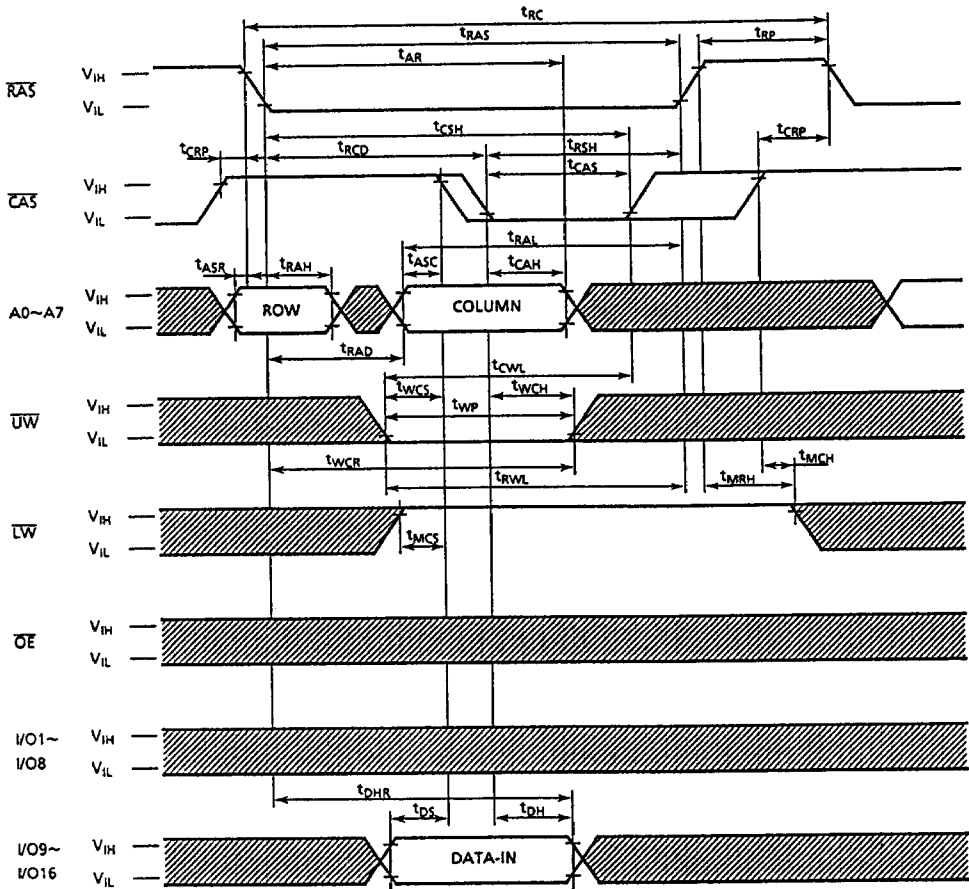 tRC
tRAS
tRP
tAR
RAS
VIH
VIL
tCSH
tCRP
tRCD
tRSH
tCRP
tCAS
CAS
VIH
VIL
tRAL
tASR
tRAH
tASC
tCAH
A0~A7
VIH
VIL
ROW
COLUMN
tRAD
tCWL
tWCS
tWCH
tWP
UW
VIH
VIL
tWCR
tRWL
tMRH
tMCH
LW
VIH
VIL
tMCS
OE
VIH
VIL
I/O1~
I/O8
VIH
VIL
tDHR
tDS
tDH
I/O9~
I/O16
VIH
VIL
DATA-IN